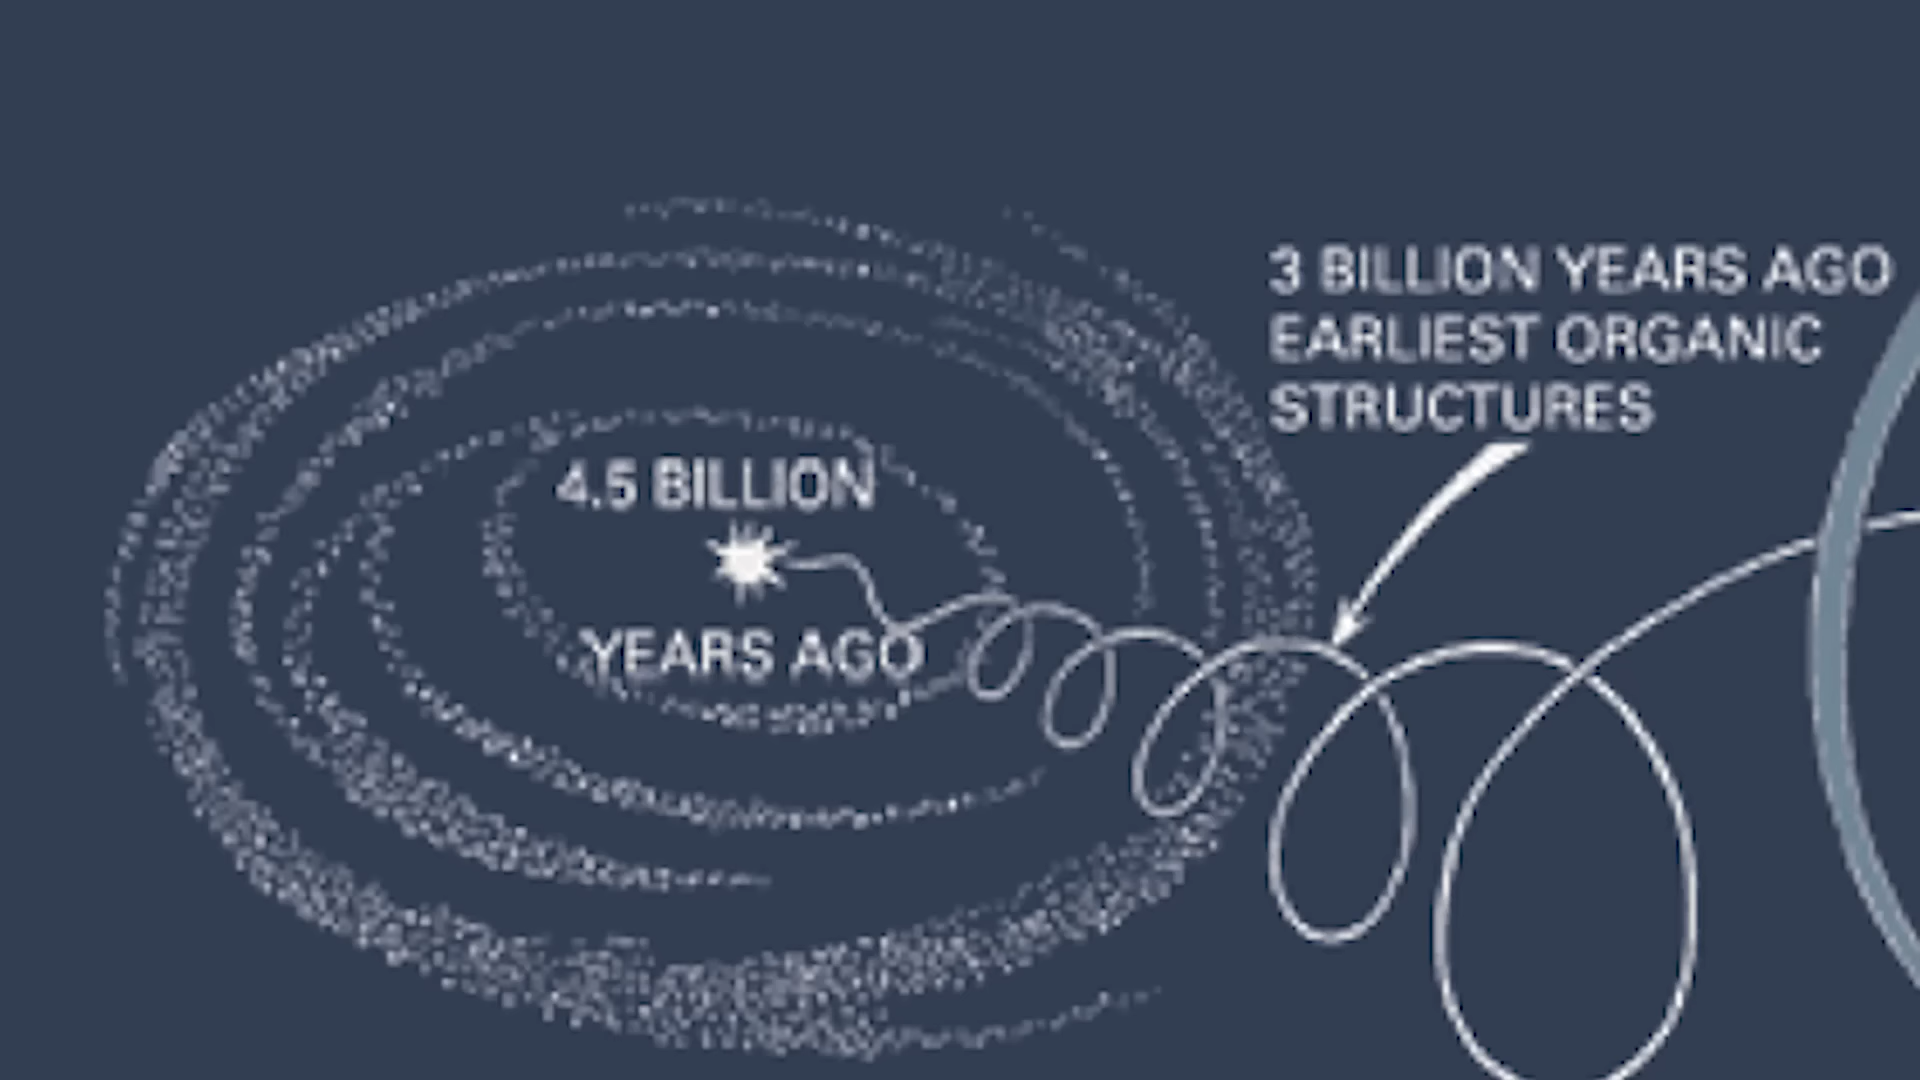 4.5 BILLION
YEARS AGO
3 BILLION YEARS AGO
EARLIEST ORGANIC
STRUCTURES